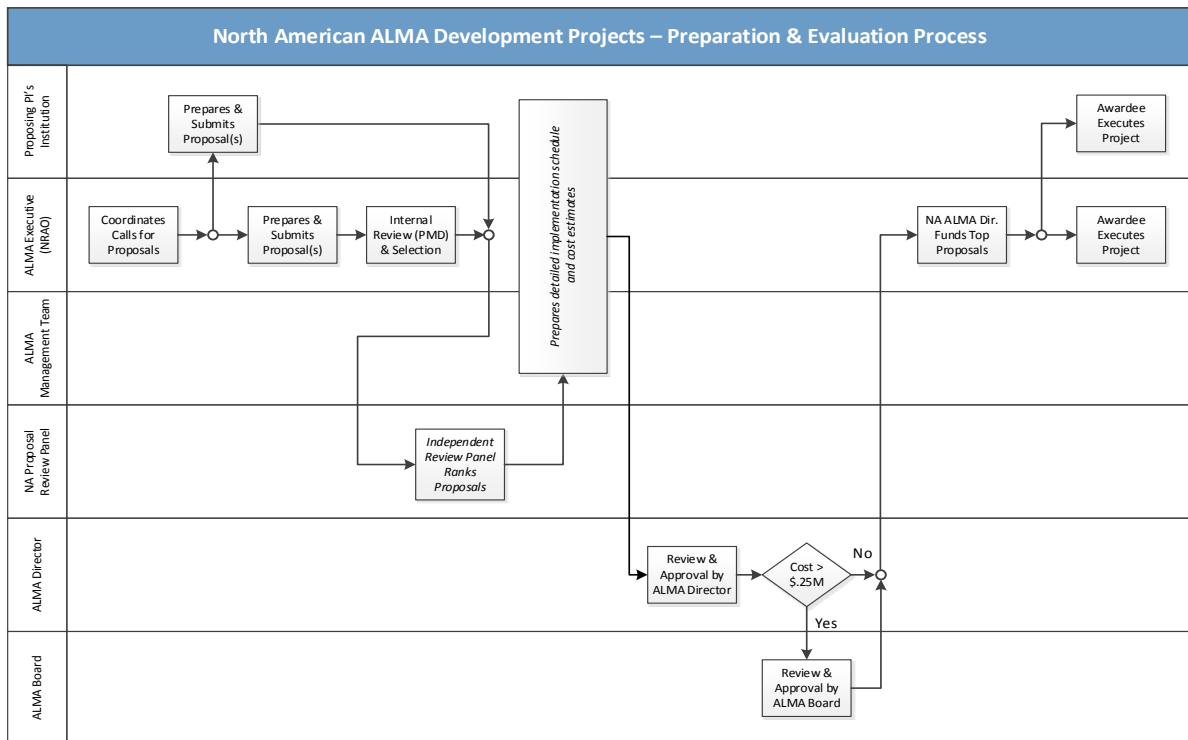 North American ALMA Development Projects – Preparation & Evaluation Process
Proposing PI's
Institution
Prepares &
Submits
Proposal(s)
Awardee
Executes
Project
ALMA Executive
(NRAO)
Coordinates
Calls for
Proposals
Prepares &
Submits
Proposal(s)
Internal
Review (PMD)
& Selection
Prepares detailed implementation schedule
and cost estimates
NA ALMA Dir.
Funds Top
Proposals
Awardee
Executes
Project
ALMA
Management Team
NA Proposal
Review Panel
Independent
Review Panel
Ranks
Proposals
ALMA Director
Review &
Approval by
ALMA Director
Cost >
$.25M
No
Yes
ALMA Board
Review &
Approval by
ALMA Board